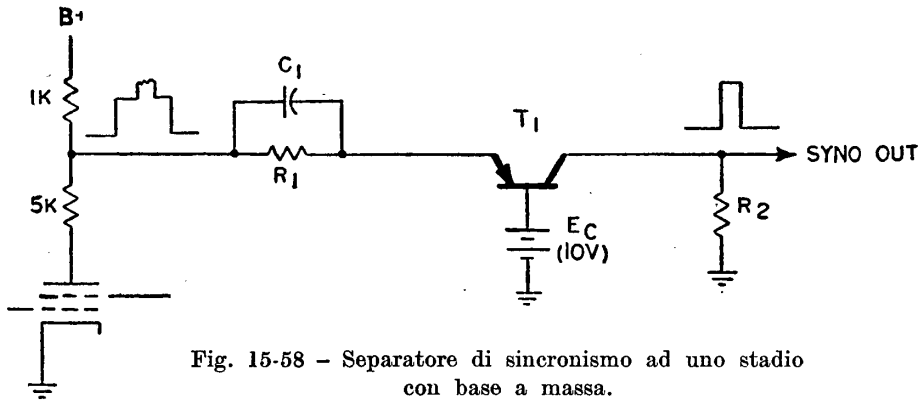 B+
1K
C1
R1
T1
SYNO OUT
5K
EC
(10V)
R2
Fig. 15-58 – Separatore di sincronismo ad uno stadio
con base a massa.